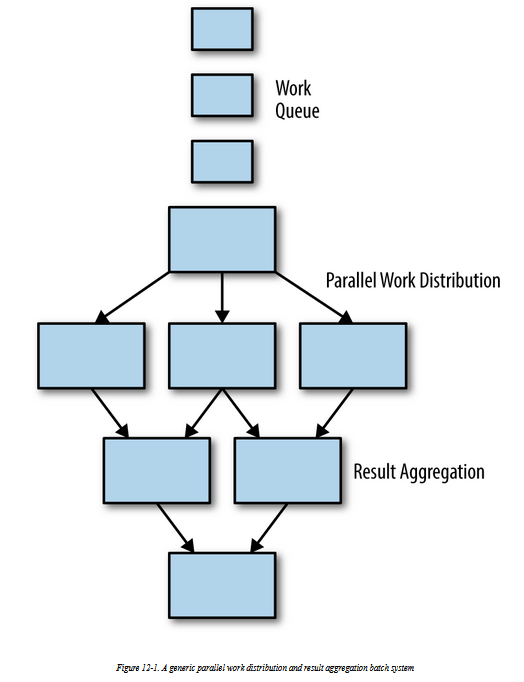 Work
Queue
Parallel Work Distribution
Result Aggregation
Figure 12-1. A generic parallel work distribution and result aggregation batch system